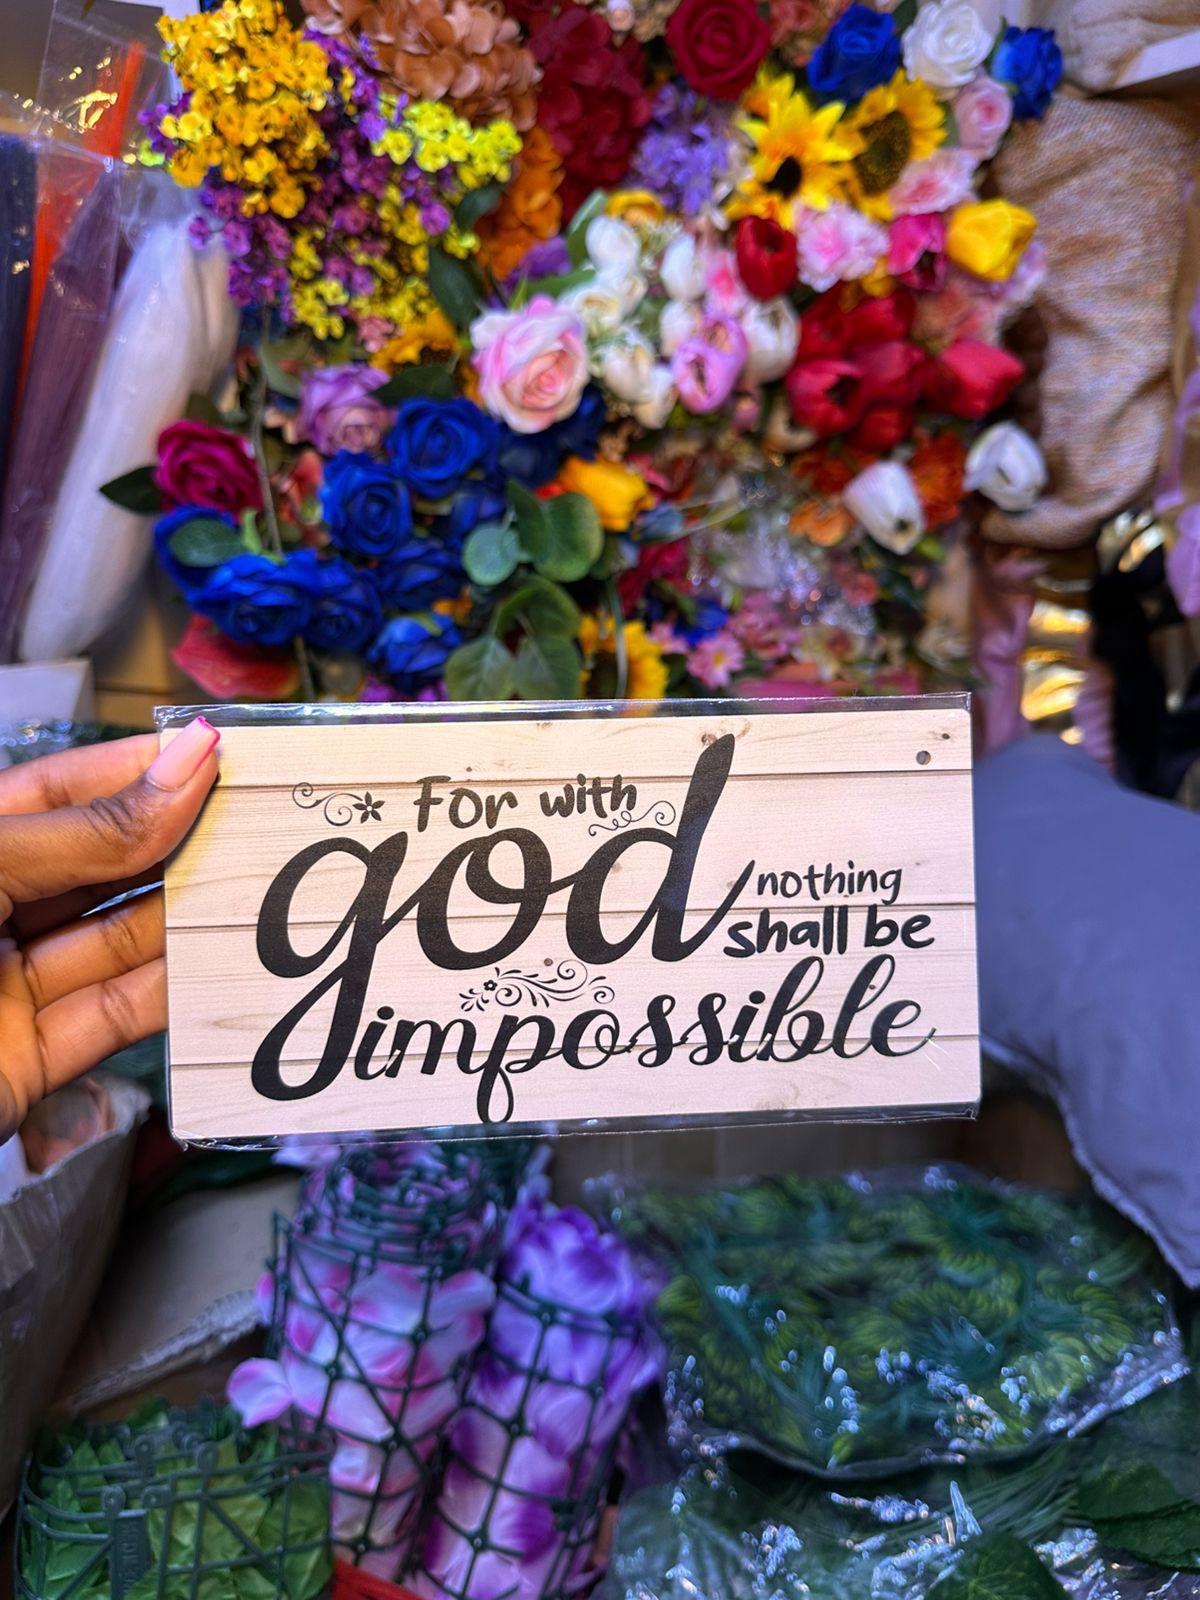 For with
god
nothing
shall be
impossible